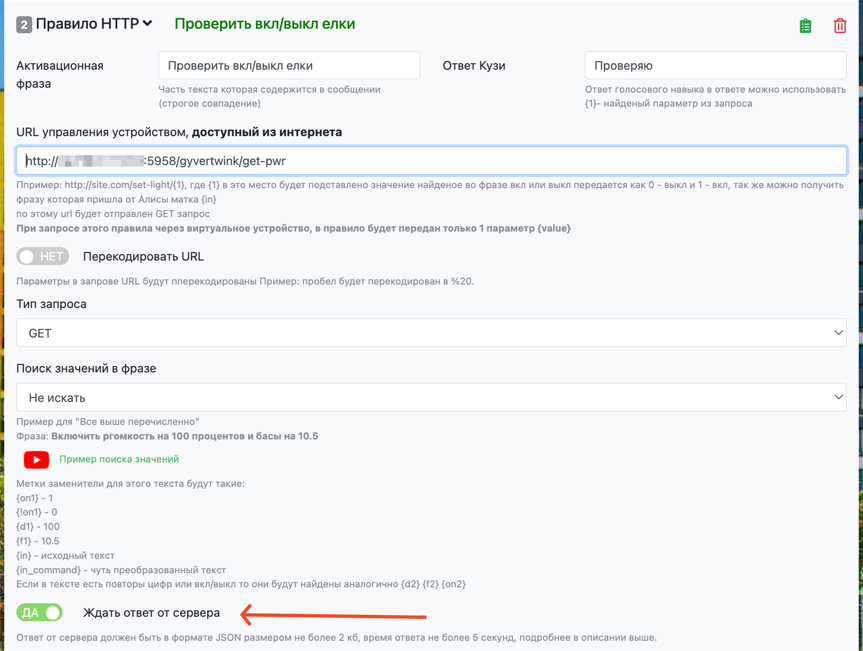 2 Правило HTTP Проверить вкл/выкл елки
Активационная фраза
Проверить вкл/выкл елки
Часть текста которая содержится в сообщении
(строгое совпадение)
Ответ Кузи
Проверяю
Ответ голосового навыка в ответе можно использовать
{1}- найденый параметр из запроса
URL управления устройством, доступный из интернета
http:// :5958/gyvertwink/get-pwr
Ппример: http://site.com/set-light/{1}, где {1} в это место будет подставлено значение найденое во фразе вкл или выкл передается как 0 - выкл и 1 - вкл, так же можно получить
фразу которая пришла от Алисы матка {in}
по этому url будет отправлен GET запрос
При запросе этого правила через виртуальное устройство, в правило будет передан только 1 параметр {value}
НЕТ Перекодировать URL
Параметры в запрове URL будут пперекодированы Пример: пробел будет перекодирован в %20.
Тип запроса
GET
Поиск значений в фразе
Не искать
Пример для "Все выше перечисленно"
Фраза: Включить ргомкость на 100 процентов и басы на 10.5
Пример поиска значений
Метки заменители для этого текста будут такие:
{on1} - 1
{!on1} - 0
{d1} - 100
{f1} - 10.5
{in} - исходный текст
{in_command} - чуть преобразованный текст
Если в тексте есть повторы цифр или вкл/выкл то они будут найдены аналогично {d2} {f2} {on2}
ДА Ждать ответ от сервера
Ответ от сервера должен быть в формате JSON размером не более 2 кб, время ответа не более 5 секунд, подробнее в описании выше.